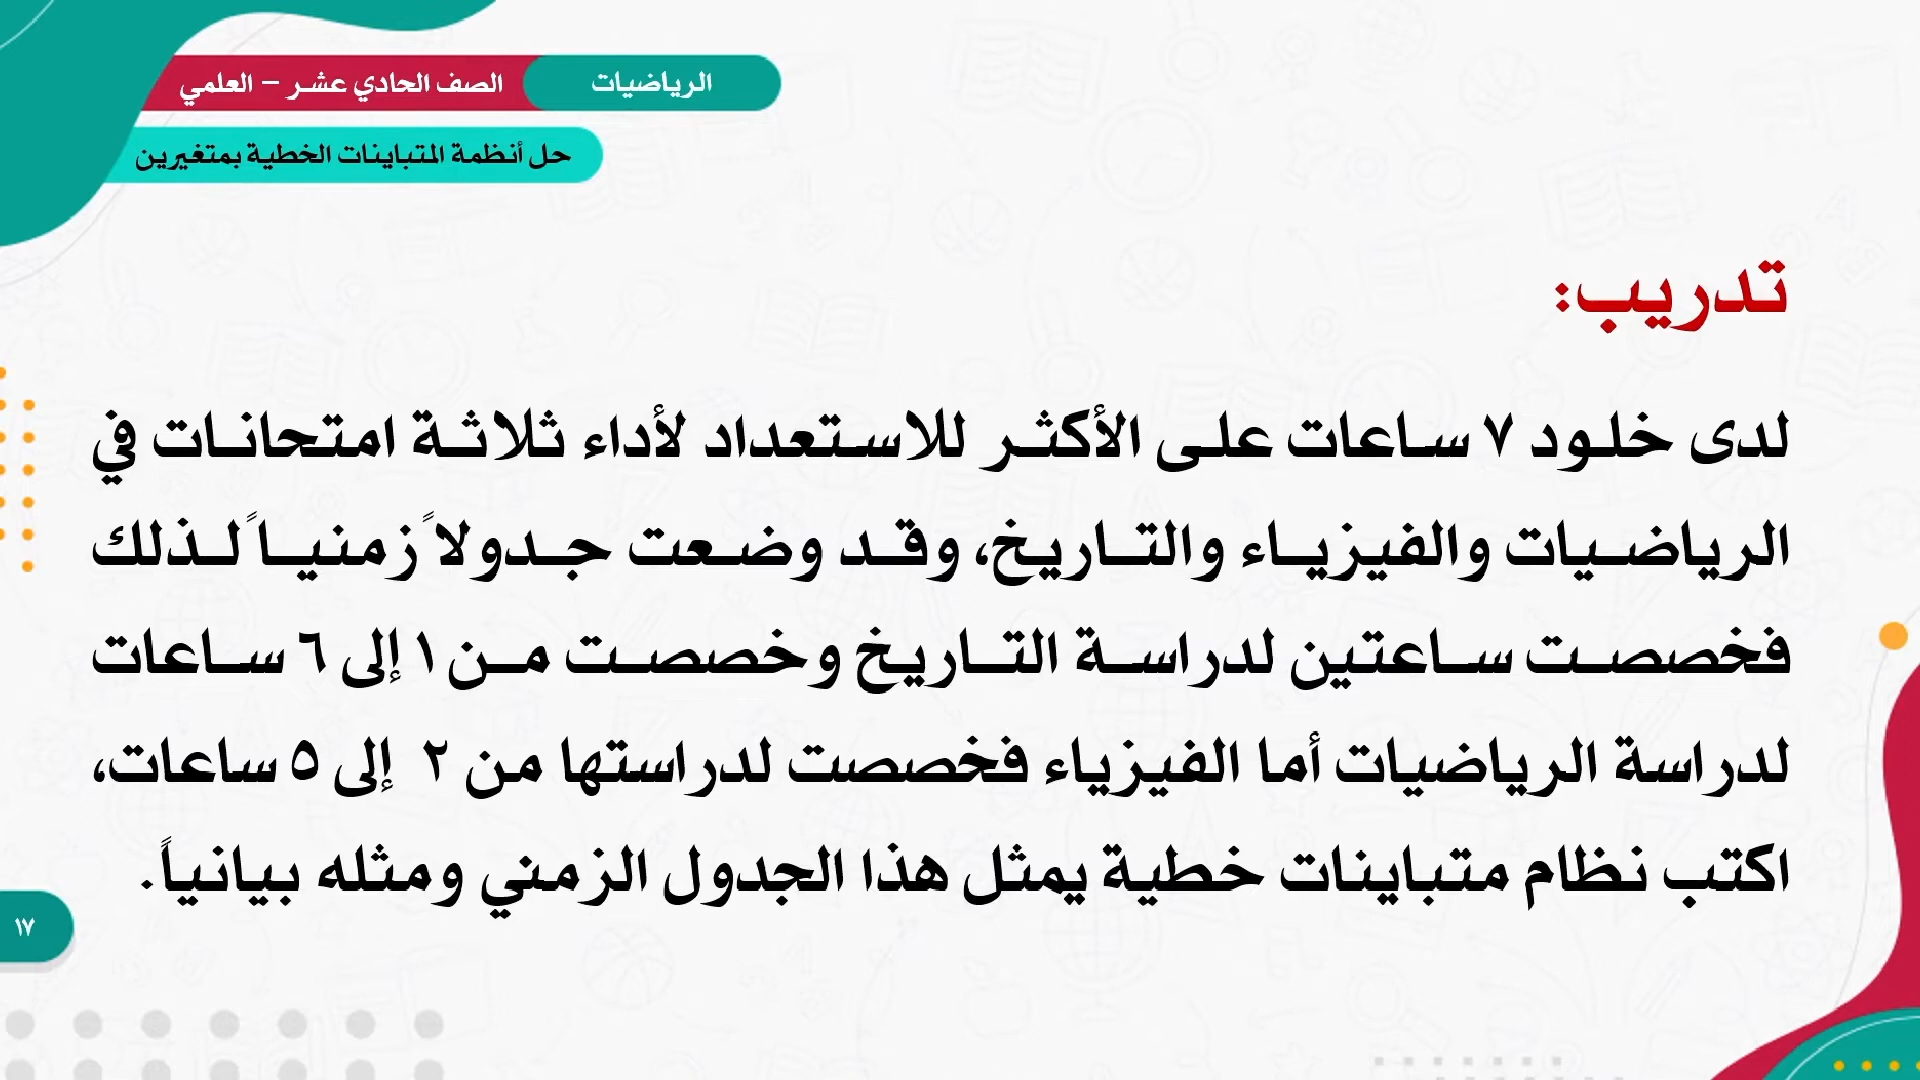 الرياضيات
الصف الحادي عشر – العلمي
حل أنظمة المتباينات الخطية بمتغيرين
تدريب:
لدى خلود ٧ ساعات على الأكثر للاستعداد لأداء ثلاثة امتحانات في
الرياضيات والفيزياء والتاريخ، وقد وضعت جدولاً زمنياً لذلك
فخصصت ساعتين لدراسة التاريخ وخصصت من ١ إلى ٦ ساعات
لدراسة الرياضيات أما الفيزياء فخصصت لدراستها من ٢ إلى ٥ ساعات،
اكتب نظام متباينات خطية يمثل هذا الجدول الزمني ومثله بيانياً.
١٧